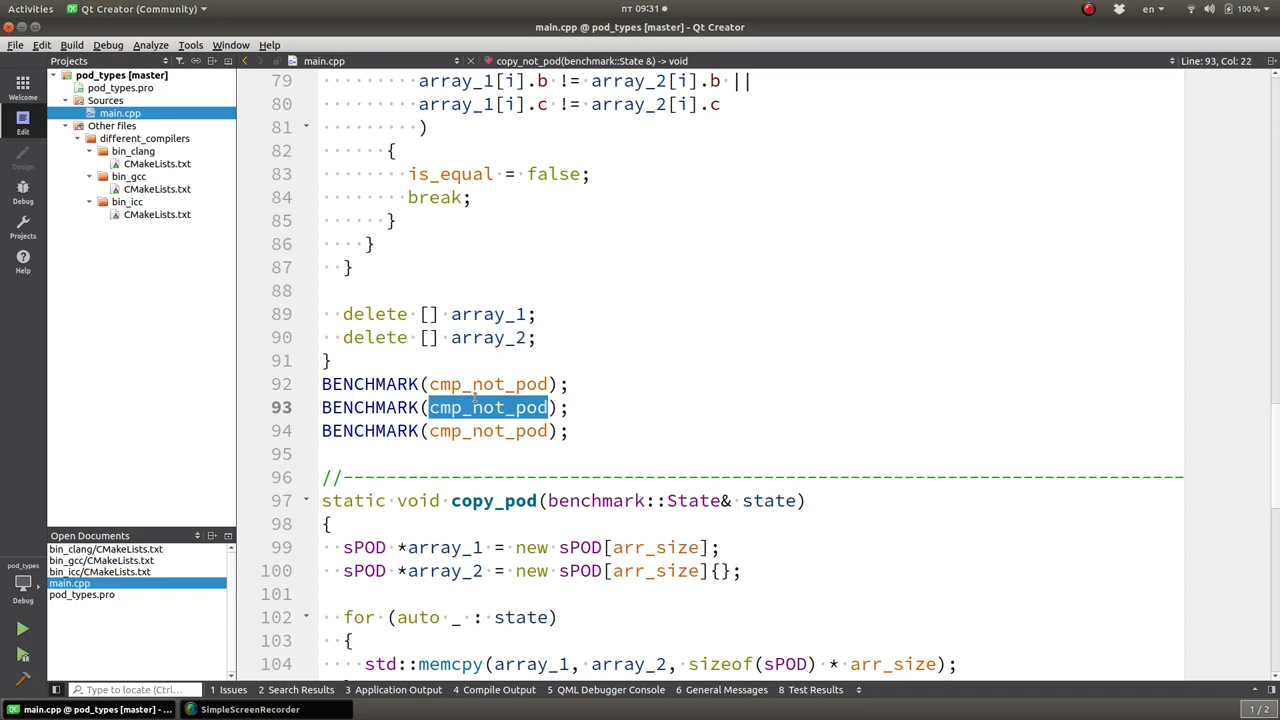 Activities
Qt Creator (Community)
пт 09:31
en
100 %
main.cpp @ pod_types [master] - Qt Creator
File Edit Build Debug Analyze Tools Window Help
Projects
main.cpp
copy_not_pod(benchmark::State &) -> void
Line: 93, Col: 22
Welcome
Edit
Design
Debug
Projects
Help
pod_types [master]
pod_types.pro
Sources
main.cpp
Other files
different_compilers
bin_clang
CMakeLists.txt
bin_gcc
CMakeLists.txt
bin_icc
CMakeLists.txt
79 array_1[i].b != array_2[i].b ||
80 array_1[i].c != array_2[i].c
81 )
82 {
83 is_equal = false;
84 break;
85 }
86 }
87 }
88
89 delete [] array_1;
90 delete [] array_2;
91 }
92 BENCHMARK(cmp_not_pod);
93 BENCHMARK(cmp_not_pod);
94 BENCHMARK(cmp_not_pod);
95
96 //------------------------------------------------------------------------------
97 static void copy_pod(benchmark::State& state)
98 {
99 sPOD *array_1 = new sPOD[arr_size];
100 sPOD *array_2 = new sPOD[arr_size]{};
101
102 for (auto _ : state)
103 {
104 std::memcpy(array_1, array_2, sizeof(sPOD) * arr_size);
Open Documents
bin_clang/CMakeLists.txt
bin_gcc/CMakeLists.txt
bin_icc/CMakeLists.txt
main.cpp
pod_types.pro
pod_types
Debug
Type to locate (Ctrl...
1 Issues 2 Search Results 3 Application Output 4 Compile Output 5 QML Debugger Console 6 General Messages 8 Test Results
main.cpp @ pod_types [master] - ...
SimpleScreenRecorder
1 / 2